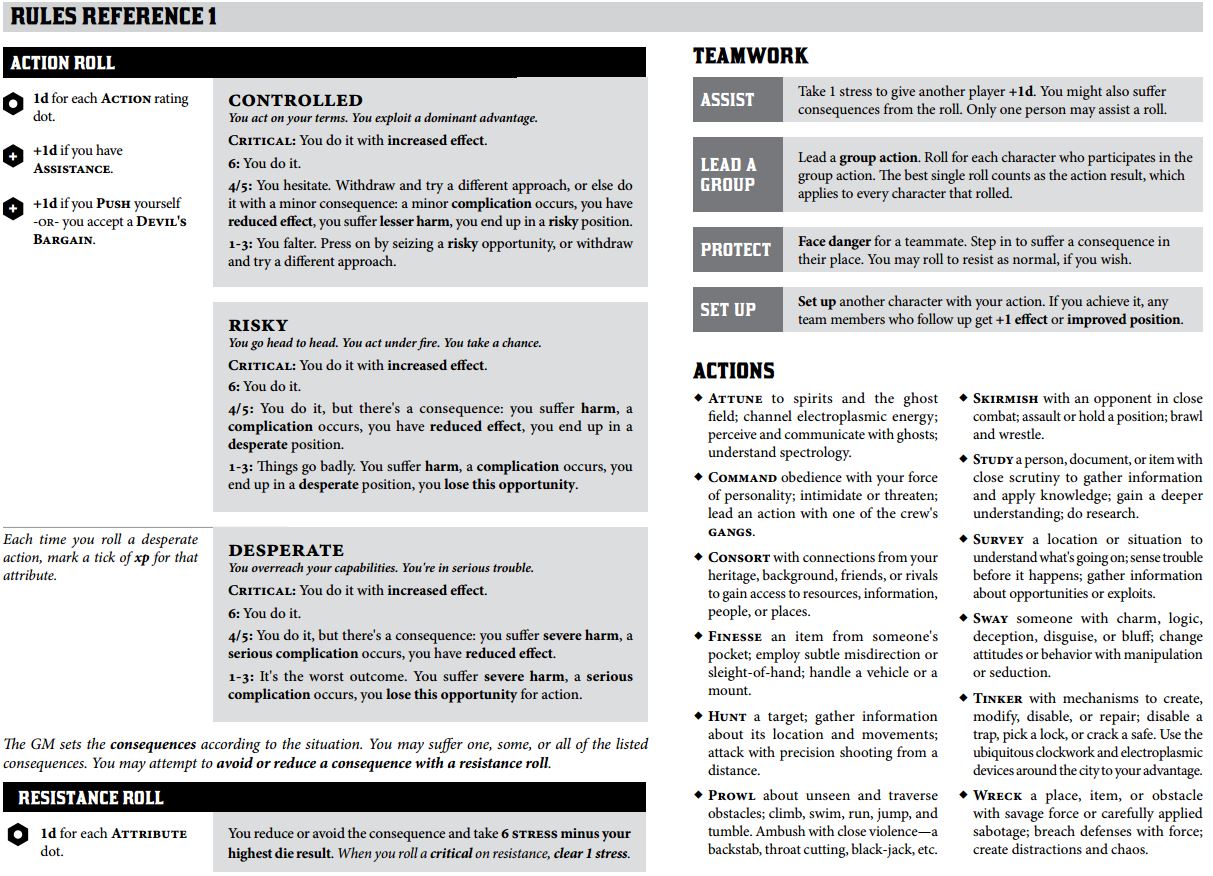 RULES REFERENCE 1
ACTION ROLL
1d for each ACTION rating
dot.
+1d if you have
ASSISTANCE.
+1d if you PUSH yourself
-OR- you accept a DEVIL'S
BARGAIN.
CONTROLLED
You act on your terms. You exploit a dominant advantage.
CRITICAL: You do it with increased effect.
6: You do it.
4/5: You hesitate. Withdraw and try a different approach, or else do
it with a minor consequence: a minor complication occurs, you have
reduced effect, you suffer lesser harm, you end up in a risky position.
1-3: You falter. Press on by seizing a risky opportunity, or withdraw
and try a different approach.
RISKY
You go head to head. You act under fire. You take a chance.
CRITICAL: You do it with increased effect.
6: You do it.
4/5: You do it, but there's a consequence: you suffer harm, a
complication occurs, you have reduced effect, you end up in a
desperate position.
1-3: Things go badly. You suffer harm, a complication occurs, you
end up in a desperate position, you lose this opportunity.
Each time you roll a desperate
action, mark a tick of xp for that
attribute.
DESPERATE
You overreach your capabilities. You're in serious trouble.
CRITICAL: You do it with increased effect.
6: You do it.
4/5: You do it, but there's a consequence: you suffer severe harm, a
serious complication occurs, you have reduced effect.
1-3: It's the worst outcome. You suffer severe harm, a serious
complication occurs, you lose this opportunity for action.
The GM sets the consequences according to the situation. You may suffer one, some, or all of the listed
consequences. You may attempt to avoid or reduce a consequence with a resistance roll.
RESISTANCE ROLL
1d for each ATTRIBUTE
dot.
You reduce or avoid the consequence and take 6 STRESS minus your
highest die result. When you roll a critical on resistance, clear 1 stress.
TEAMWORK
ASSIST
Take 1 stress to give another player +1d. You might also suffer
consequences from the roll. Only one person may assist a roll.
LEAD A
GROUP
Lead a group action. Roll for each character who participates in the
group action. The best single roll counts as the action result, which
applies to every character that rolled.
PROTECT
Face danger for a teammate. Step in to suffer a consequence in
their place. You may roll to resist as normal, if you wish.
SET UP
Set up another character with your action. If you achieve it, any
team members who follow up get +1 effect or improved position.
ACTIONS
◆ ATTUNE to spirits and the ghost
field; channel electroplasmic energy;
perceive and communicate with ghosts;
understand spectrology.
◆ COMMAND obedience with your force
of personality; intimidate or threaten;
lead an action with one of the crew's
GANGS.
◆ CONSORT with connections from your
heritage, background, friends, or rivals
to gain access to resources, information,
people, or places.
◆ FINESSE an item from someone's
pocket; employ subtle misdirection or
sleight-of-hand; handle a vehicle or a
mount.
◆ HUNT a target; gather information
about its location and movements;
attack with precision shooting from a
distance.
◆ PROWL about unseen and traverse
obstacles; climb, swim, run, jump, and
tumble. Ambush with close violence—a
backstab, throat cutting, black-jack, etc.
◆ SKIRMISH with an opponent in close
combat; assault or hold a position; brawl
and wrestle.
◆ STUDY a person, document, or item with
close scrutiny to gather information
and apply knowledge; gain a deeper
understanding; do research.
◆ SURVEY a location or situation to
understand what's going on; sense trouble
before it happens; gather information
about opportunities or exploits.
◆ SWAY someone with charm, logic,
deception, disguise, or bluff; change
attitudes or behavior with manipulation
or seduction.
◆ TINKER with mechanisms to create,
modify, disable, or repair; disable a
trap, pick a lock, or crack a safe. Use the
ubiquitous clockwork and electroplasmic
devices around the city to your advantage.
◆ WRECK a place, item, or obstacle
with savage force or carefully applied
sabotage; breach defenses with force;
create distractions and chaos.